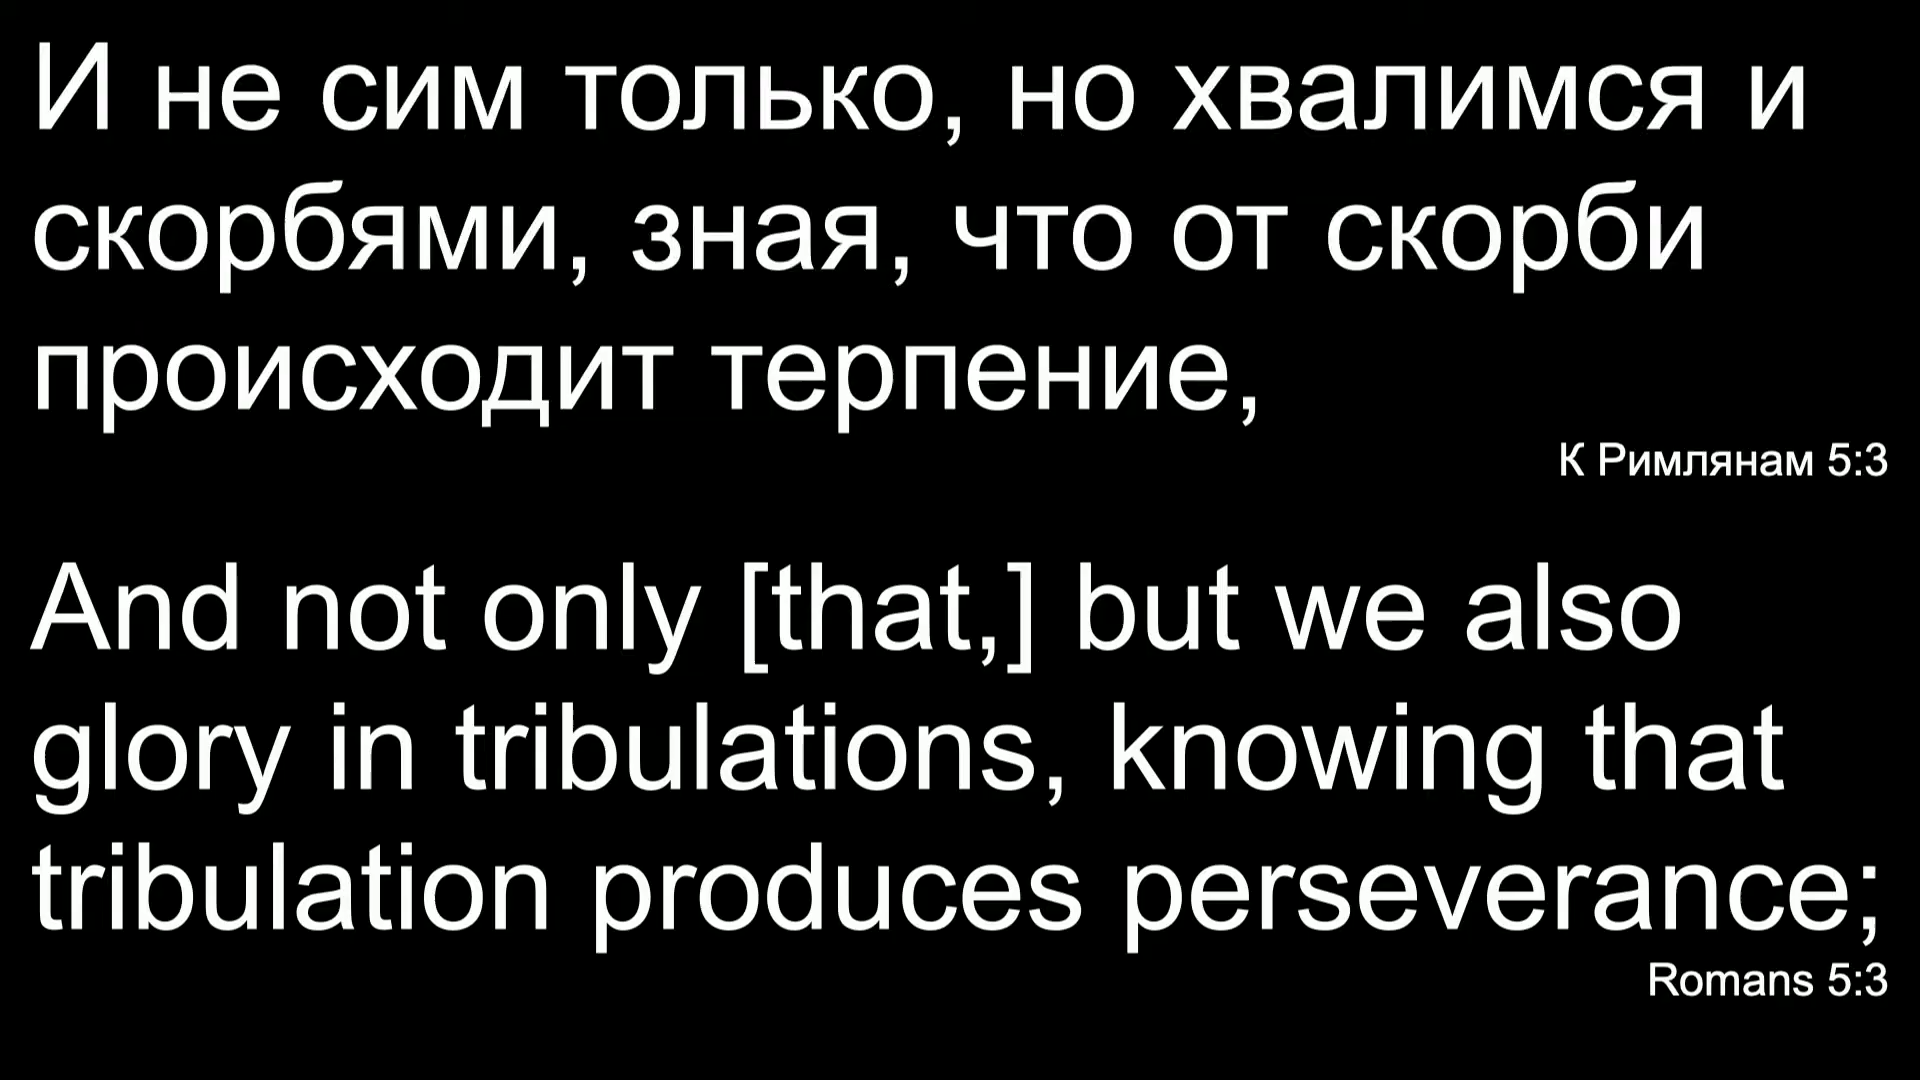 И не сим только, но хвалимся и
скорбями, зная, что от скорби
происходит терпение,
К Римлянам 5:3
And not only [that,] but we also
glory in tribulations, knowing that
tribulation produces perseverance;
Romans 5:3